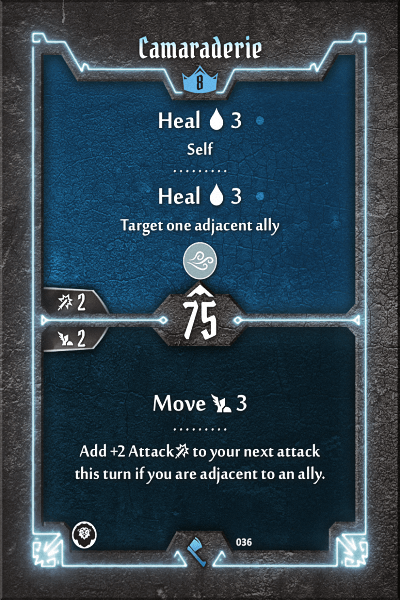 Camaraderie
8
Heal 3
Self
Heal 3
Target one adjacent ally
2
75
2
Move 3
Add +2 Attack to your next attack
this turn if you are adjacent to an ally.
036